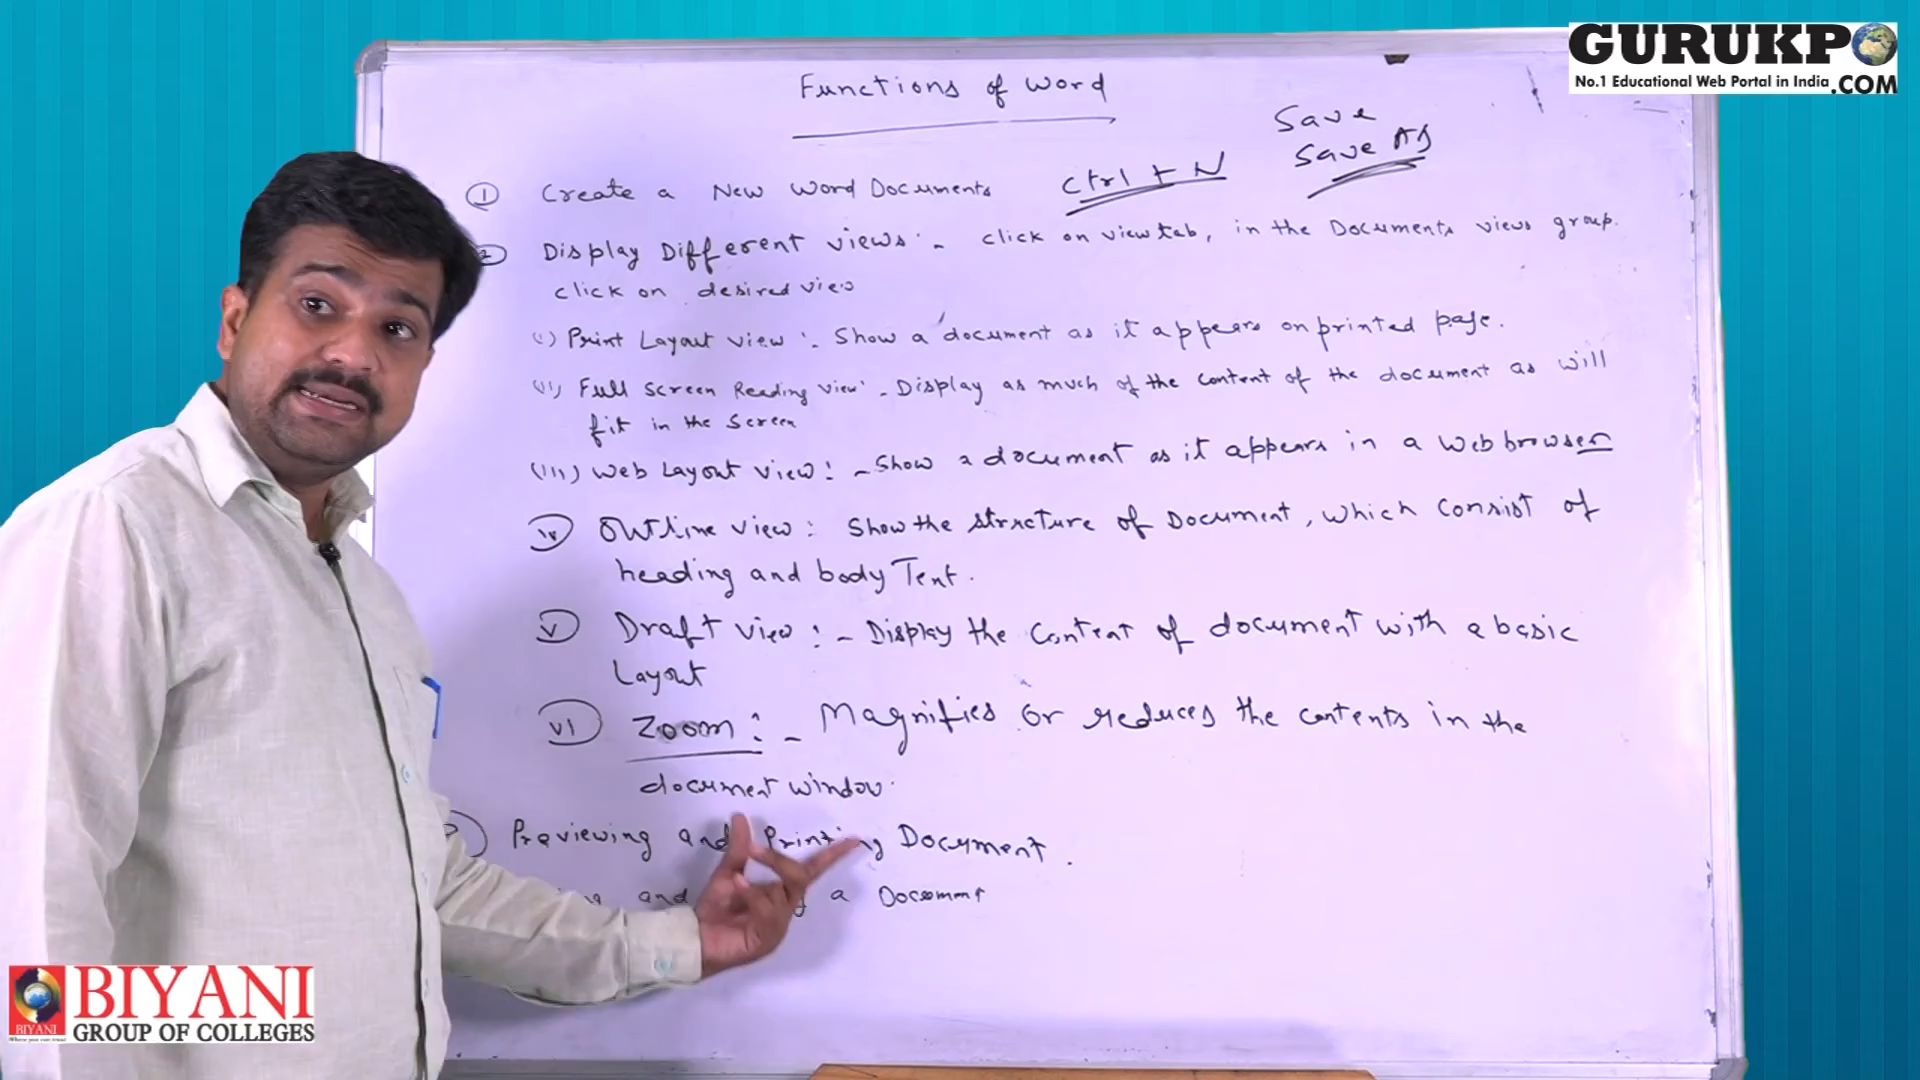 GURUKPO
No.1 Educational Web Portal in India .COM
Functions of Word
Save
Save As
① Create a New Word Documents Ctrl + N
② Display Different views :- click on view tab, in the Documents views group.
click on desired view
(i) Print Layout view :- Show a document as it appears on printed page.
(ii) Full Screen Reading View :- Display as much of the content of the document as will
fit in the screen
(iii) Web Layout view :- Show a document as it appears in a Web browser
iv Outline view : Show the structure of Document, which consist of
heading and body Text.
v Draft view :- Display the content of document with a basic
Layout
vi Zoom :- Magnifies or reduces the contents in the
document window.
Previewing and Printing Document.
and a Document
BIYANI
BIYANI
GROUP OF COLLEGES